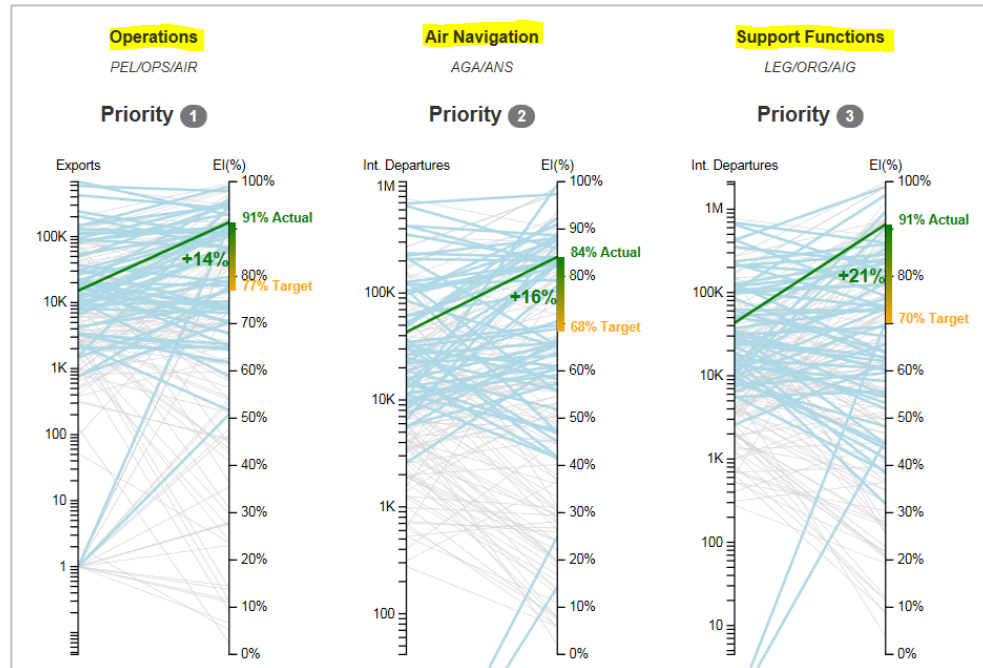 Operations
PEL/OPS/AIR
Priority 1
Exports
EI(%)
100K
10K
1K
100
10
1
100%
91% Actual
+14%
80%
77% Target
70%
60%
50%
40%
30%
20%
10%
0%
Air Navigation
AGA/ANS
Priority 2
Int. Departures
EI(%)
1M
100K
10K
1K
100
100%
90%
84% Actual
80%
+16%
68% Target
60%
50%
40%
30%
20%
10%
0%
Support Functions
LEG/ORG/AIG
Priority 3
Int. Departures
EI(%)
1M
100K
10K
1K
100
10
100%
91% Actual
80%
+21%
70% Target
60%
50%
40%
30%
20%
10%
0%